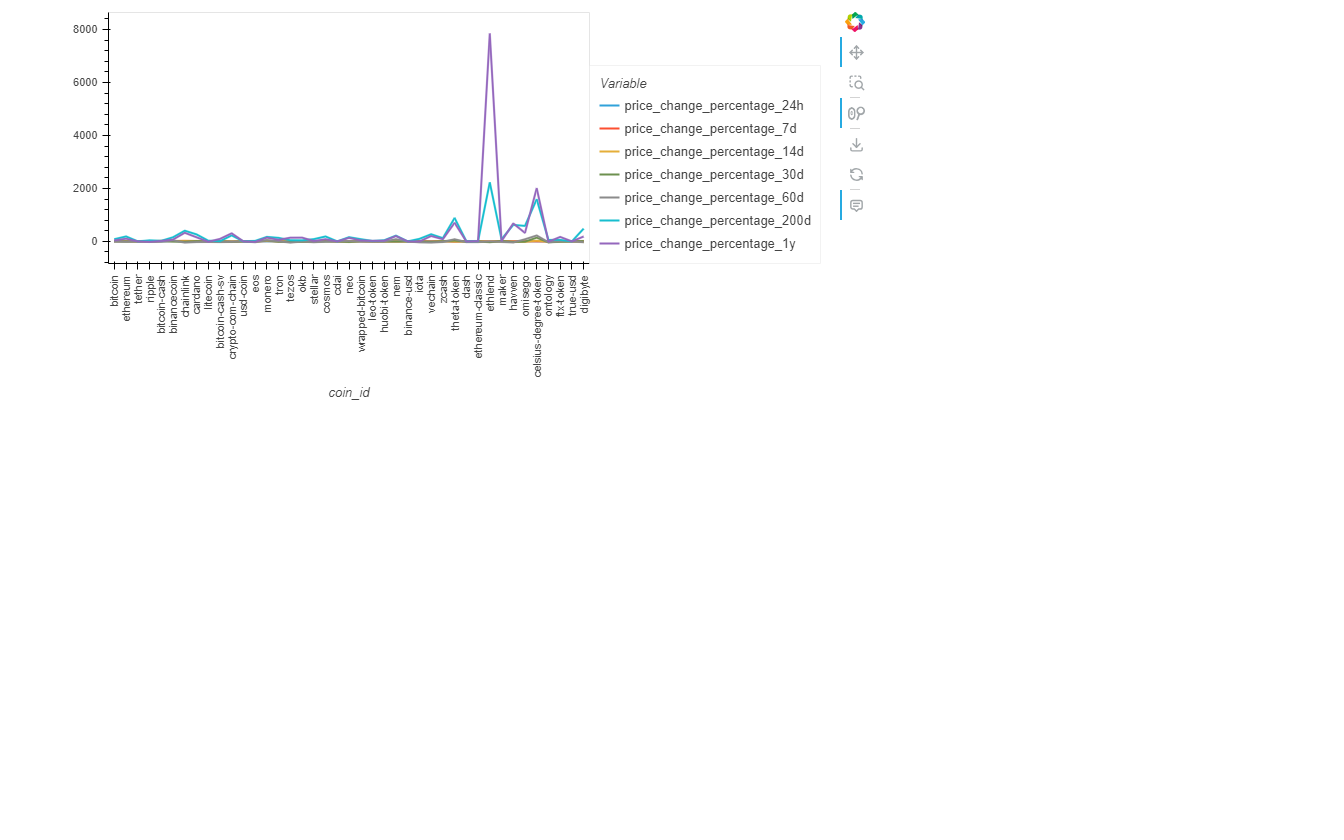 8000
6000
4000
2000
0
Variable
price_change_percentage_24h
price_change_percentage_7d
price_change_percentage_14d
price_change_percentage_30d
price_change_percentage_60d
price_change_percentage_200d
price_change_percentage_1y
bitcoin
ethereum
tether
ripple
bitcoin-cash
binancecoin
chainlink
cardano
litecoin
bitcoin-cash-sv
crypto-com-chain
usd-coin
eos
monero
tron
tezos
okb
stellar
cosmos
cdai
neo
wrapped-bitcoin
leo-token
huobi-token
nem
binance-usd
iota
vechain
zcash
theta-token
dash
ethereum-classic
ethlend
maker
havven
omisego
celsius-degree-token
ontology
ftx-token
true-usd
digibyte
coin_id